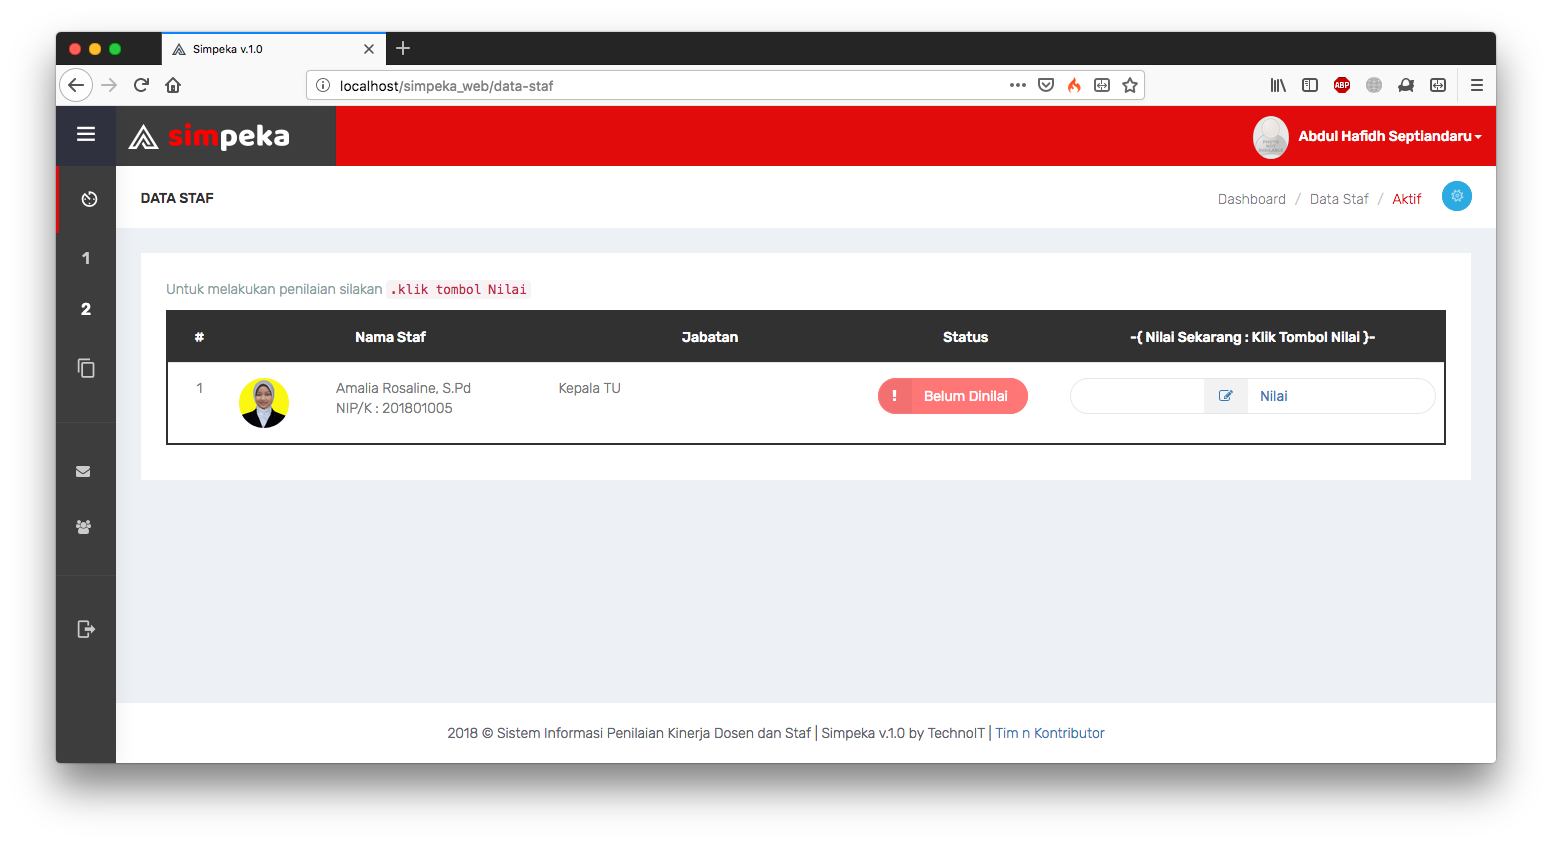 Simpeka v.1.0
localhost/simpeka_web/data-staf
ABP
simpeka
Abdul Hafidh Septiandaru
DATA STAF
Dashboard / Data Staf / Aktif
1
2
Untuk melakukan penilaian silakan .klik tombol Nilai
# Nama Staf Jabatan Status -{ Nilai Sekarang : Klik Tombol Nilai }-
1 Amalia Rosaline, S.Pd Kepala TU ! Belum Dinilai Nilai
NIP/K : 201801005
2018 © Sistem Informasi Penilaian Kinerja Dosen dan Staf | Simpeka v.1.0 by TechnoIT | Tim n Kontributor